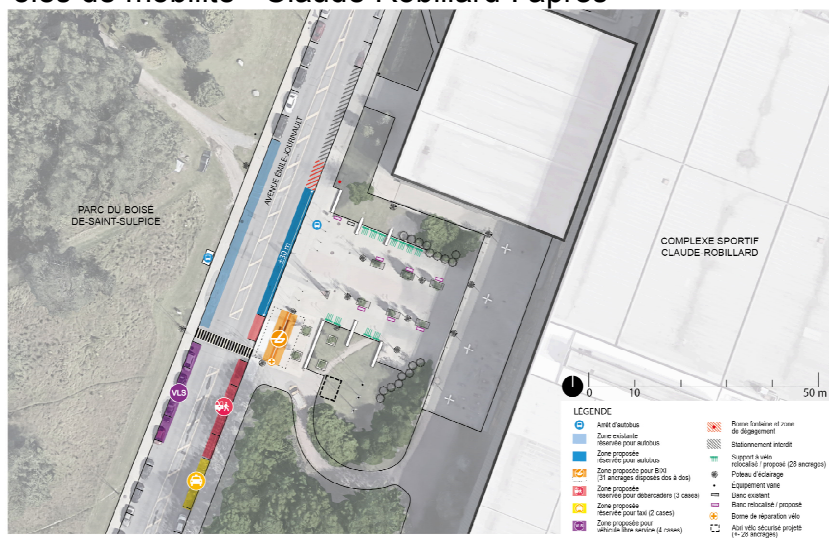 Claude Robillard : après
AVENUE ÉMILE-JOURNAULT
PARC DU BOISÉ
DE-SAINT-SULPICE
COMPLEXE SPORTIF
CLAUDE-ROBILLARD
±30 m
VLS
0 10 50 m
LÉGENDE
Arrêt d'autobus
Zone existante
réservée pour autobus
Zone proposée
réservée pour autobus
Zone proposée pour BIXI
(31 ancrages disposés dos à dos)
Zone proposée
réservée pour débarcadère (3 cases)
Zone proposée
réservée pour taxi (2 cases)
VLS
Zone proposée pour
véhicule libre service (4 cases)
Borne fontaine et zone
de dégagement
Stationnement interdit
Support à vélo
relocalisé / proposé (28 ancrages)
Poteau d'éclairage
Équipement varié
Banc existant
Banc relocalisé / proposé
Borne de réparation vélo
Abri vélo sécurisé projeté
(+- 28 ancrages)